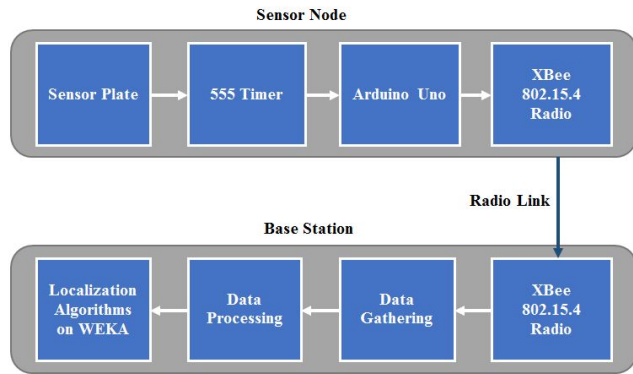 Sensor Node
Sensor Plate
555 Timer
Arduino Uno
XBee
802.15.4
Radio
Radio Link
Base Station
Localization
Algorithms
on WEKA
Data
Processing
Data
Gathering
XBee
802.15.4
Radio